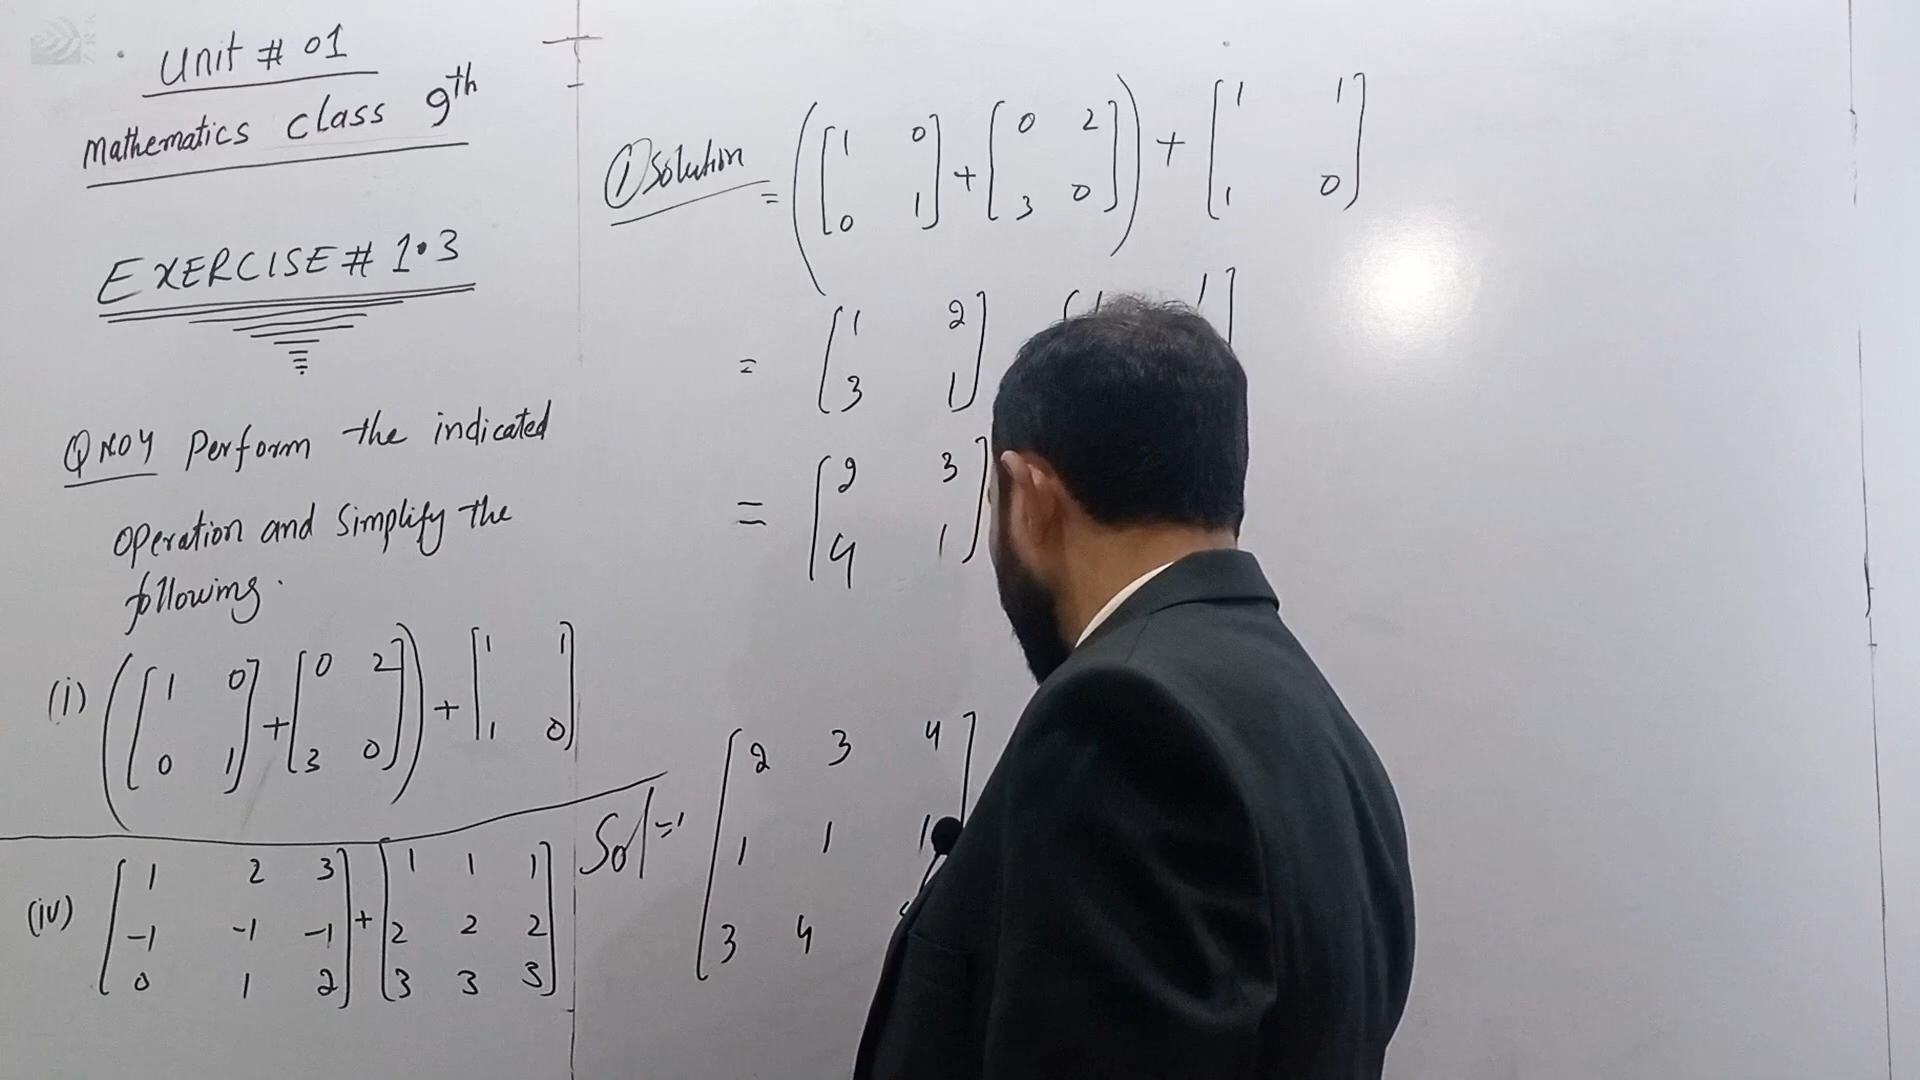 Unit # 01
Mathematics class 9th
EXERCISE # 1.3
Q NO4 Perform the indicated
operation and simplify the
following.
(i) ([1 0] + [0 2]) + [1 1]
[0 1] [3 0] [1 0]
(iv) [1 2 3] + [1 1 1]
[-1 -1 -1] [2 2 2]
[0 1 2] [3 3 3]
(1) Solution
= ([1 0] + [0 2]) + [1 1]
[0 1] [3 0] [1 0]
= [1 2] [1 1]
[3 1]
= [2 3]
[4 1]
Sol =
[2 3 4]
1 1 1
3 4